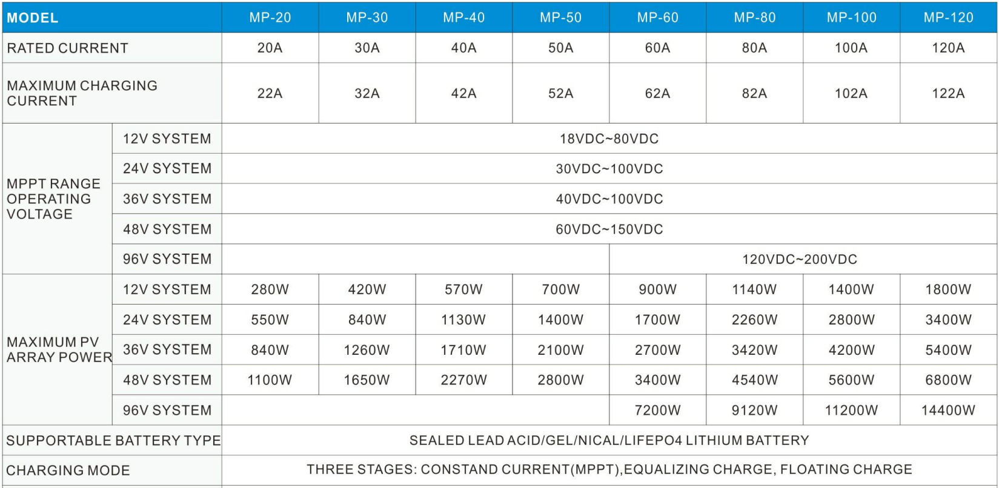 MODEL MP-20 MP-30 MP-40 MP-50 MP-60 MP-80 MP-100 MP-120
RATED CURRENT 20A 30A 40A 50A 60A 80A 100A 120A
MAXIMUM CHARGING
CURRENT 22A 32A 42A 52A 62A 82A 102A 122A
MPPT RANGE
OPERATING
VOLTAGE
12V SYSTEM 18VDC~80VDC
24V SYSTEM 30VDC~100VDC
36V SYSTEM 40VDC~100VDC
48V SYSTEM 60VDC~150VDC
96V SYSTEM 120VDC~200VDC
MAXIMUM PV
ARRAY POWER
12V SYSTEM 280W 420W 570W 700W 900W 1140W 1400W 1800W
24V SYSTEM 550W 840W 1130W 1400W 1700W 2260W 2800W 3400W
36V SYSTEM 840W 1260W 1710W 2100W 2700W 3420W 4200W 5400W
48V SYSTEM 1100W 1650W 2270W 2800W 3400W 4540W 5600W 6800W
96V SYSTEM 7200W 9120W 11200W 14400W
SUPPORTABLE BATTERY TYPE SEALED LEAD ACID/GEL/NICAL/LIFEPO4 LITHIUM BATTERY
CHARGING MODE THREE STAGES: CONSTAND CURRENT(MPPT),EQUALIZING CHARGE, FLOATING CHARGE